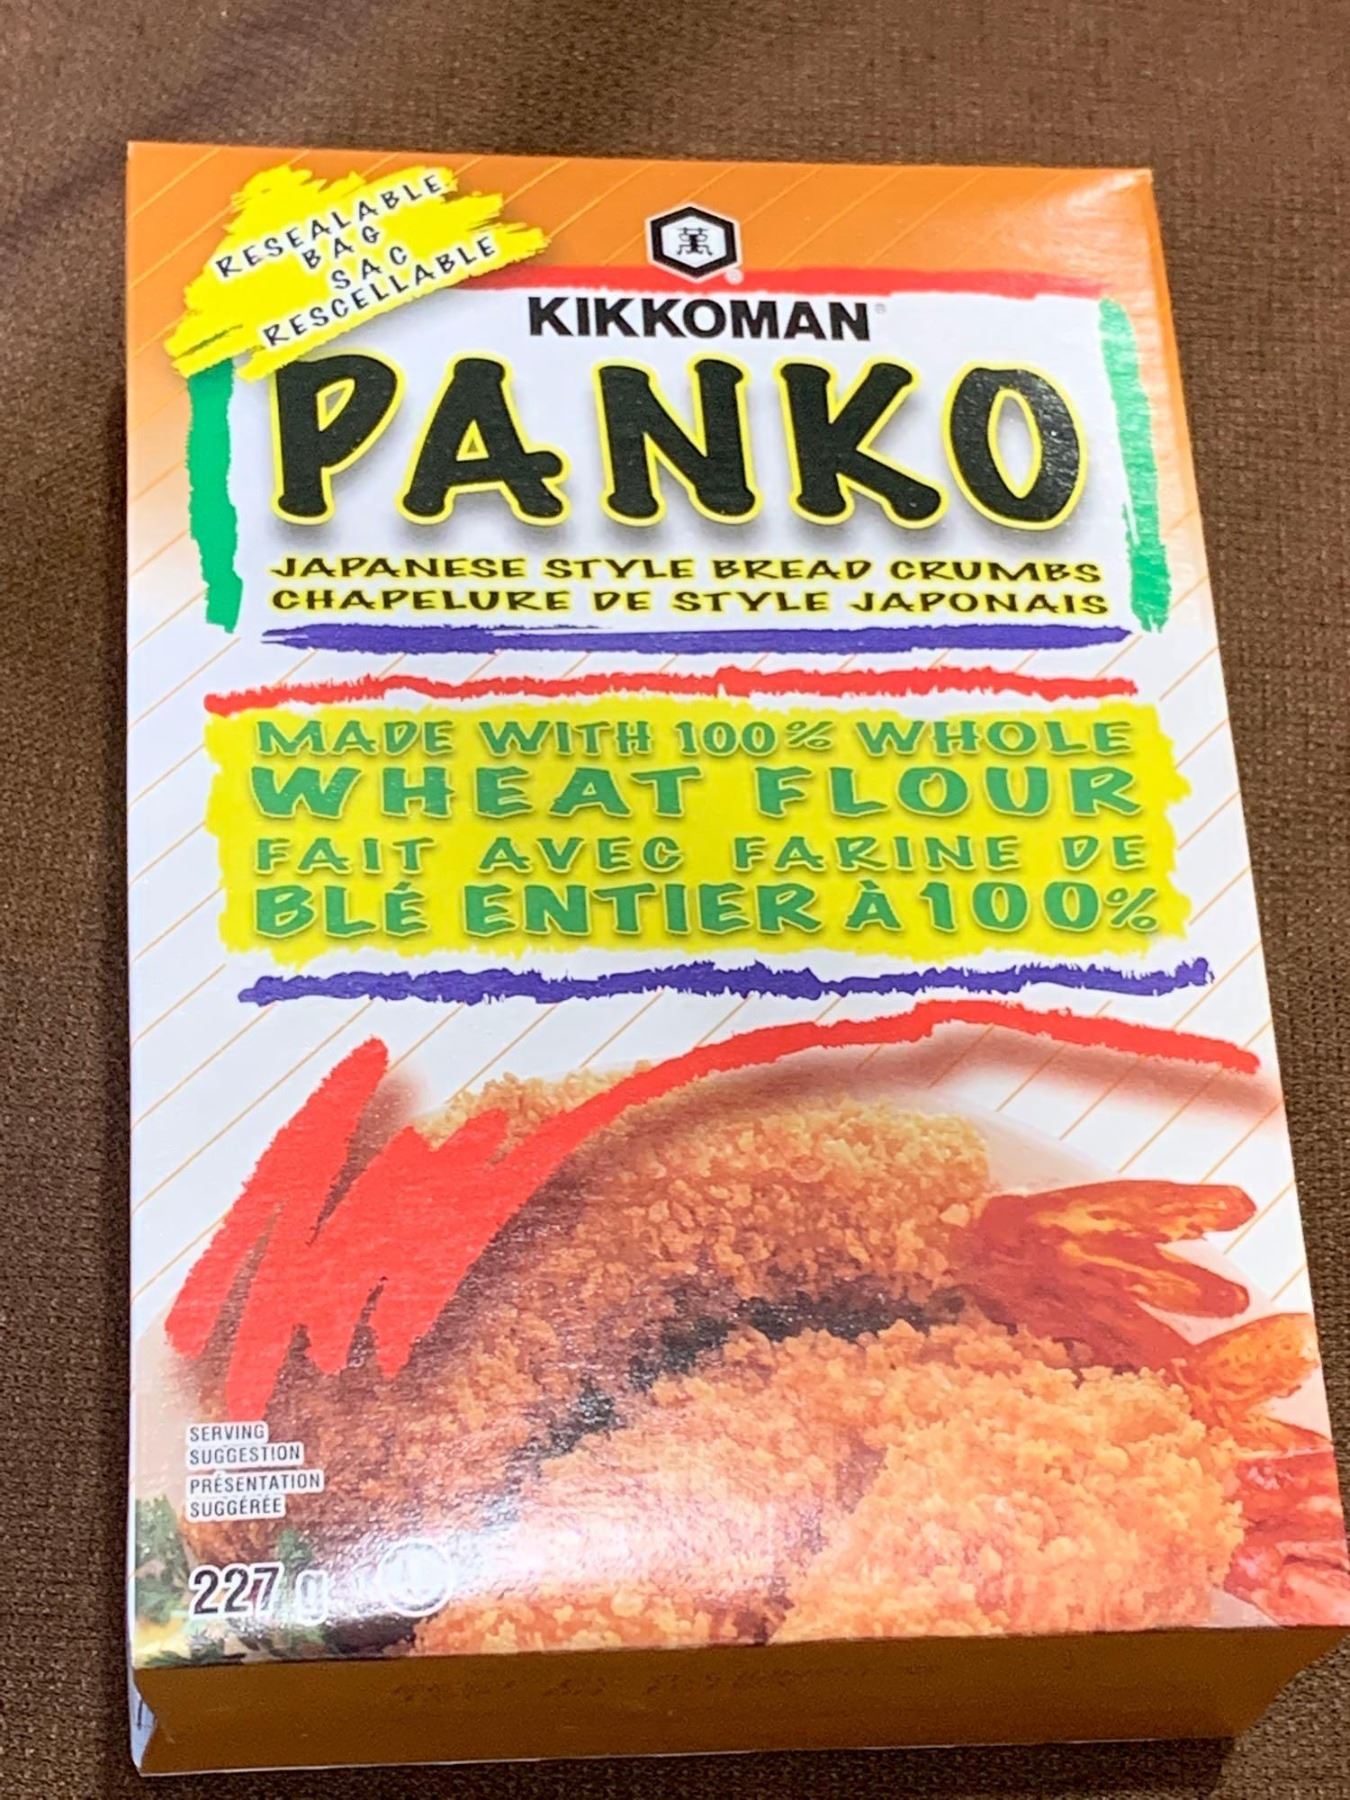 RESEALABLE
BAG
SAC
RESCELLABLE
KIKKOMAN®
PANKO
JAPANESE STYLE BREAD CRUMBS
CHAPELURE DE STYLE JAPONAIS
MADE WITH 100% WHOLE
WHEAT FLOUR
FAIT AVEC FARINE DE
BLÉ ENTIER À 100%
SERVING
SUGGESTION
PRÉSENTATION
SUGGÉRÉE
227 g